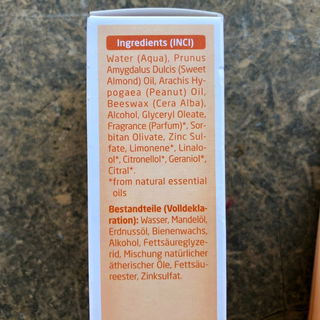 Ingredients (INCI)
Water (Aqua), Prunus
Amygdalus Dulcis (Sweet
Almond) Oil, Arachis Hy-
pogaea (Peanut) Oil,
Beeswax (Cera Alba),
Alcohol, Glyceryl Oleate,
Fragrance (Parfum)*, Sor-
bitan Olivate, Zinc Sul-
fate, Limonene*, Linalo-
ol*, Citronellol*, Geraniol*,
Citral*.
*from natural essential
oils
Bestandteile (Volldekla-
ration): Wasser, Mandelöl,
Erdnussöl, Bienenwachs,
Alkohol, Fettsäureglyze-
rid, Mischung natürlicher
ätherischer Öle, Fettsäu-
reester, Zinksulfat.